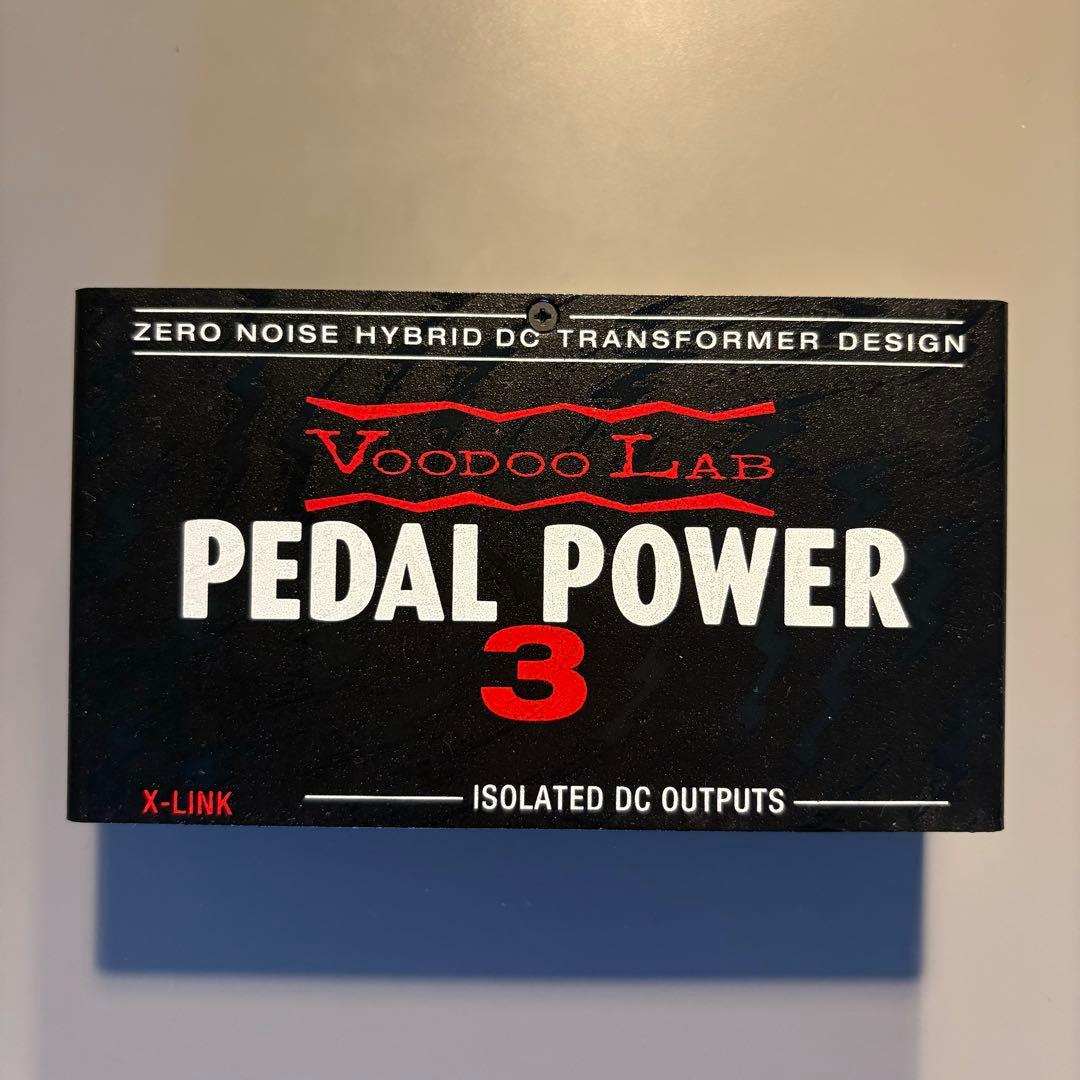 ZERO NOISE HYBRID DC TRANSFORMER DESIGN
VOODOO LAB
PEDAL POWER
3
X-LINK
ISOLATED DC OUTPUTS